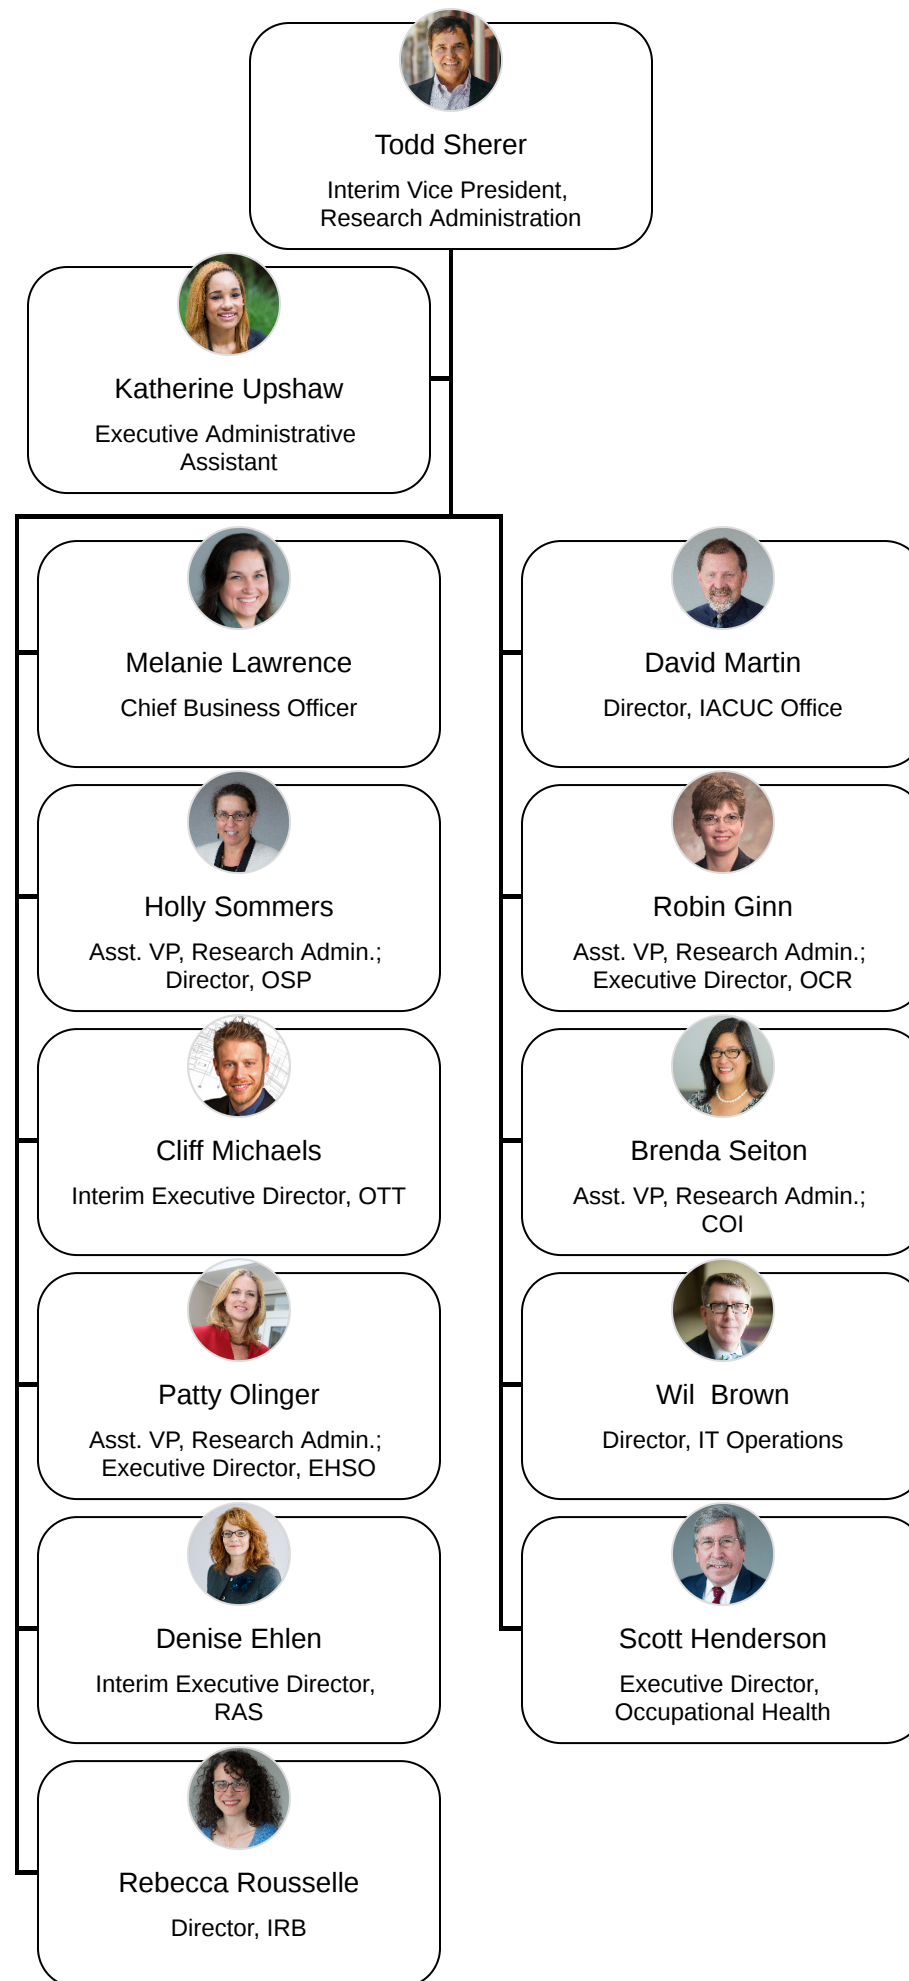 Todd Sherer
Interim Vice President,
Research Administration
Katherine Upshaw
Executive Administrative
Assistant
Melanie Lawrence
Chief Business Officer
David Martin
Director, IACUC Office
Holly Sommers
Asst. VP, Research Admin.;
Director, OSP
Robin Ginn
Asst. VP, Research Admin.;
Executive Director, OCR
Cliff Michaels
Interim Executive Director, OTT
Brenda Seiton
Asst. VP, Research Admin.;
COI
Patty Olinger
Asst. VP, Research Admin.;
Executive Director, EHSO
Wil  Brown
Director, IT Operations
Denise Ehlen
Interim Executive Director,
RAS
Scott Henderson
Executive Director,
Occupational Health
Rebecca Rousselle
Director, IRB